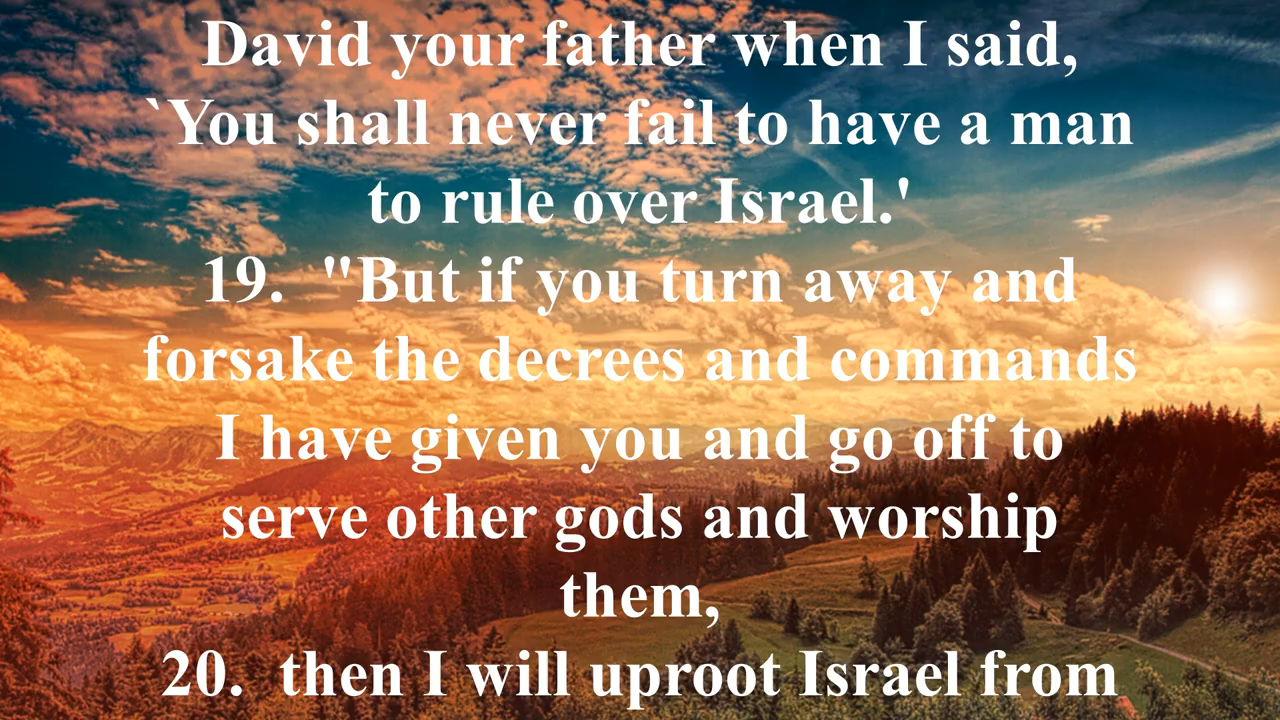 David your father when I said,
`You shall never fail to have a man
to rule over Israel.'
19.  "But if you turn away and
forsake the decrees and commands
I have given you and go off to
serve other gods and worship
them,
20.  then I will uproot Israel from